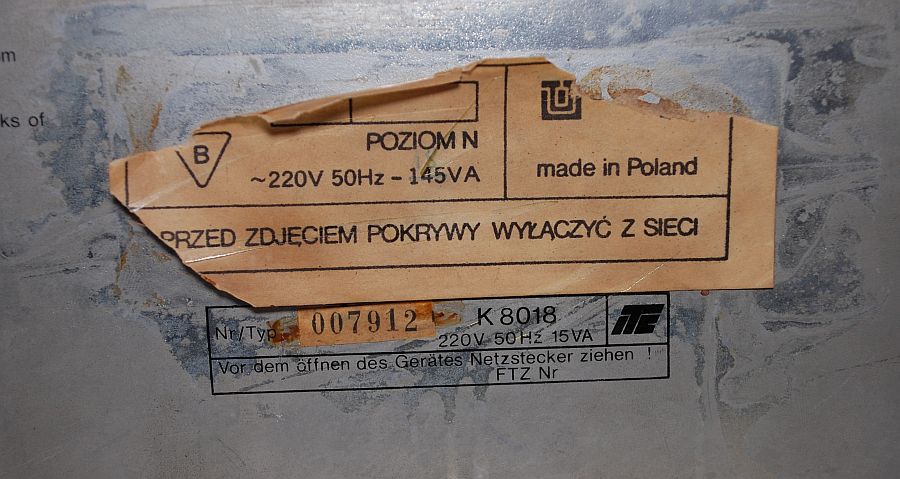 m
ks of
B
POZIOM N
~220V 50Hz - 145VA
made in Poland
PRZED ZDJĘCIEM POKRYWY WYŁĄCZYĆ Z SIECI
Nr/Typ 007912 K 8018
220V 50Hz 15VA
ITC
Vor dem öffnen des Gerätes Netzstecker ziehen !
FTZ Nr